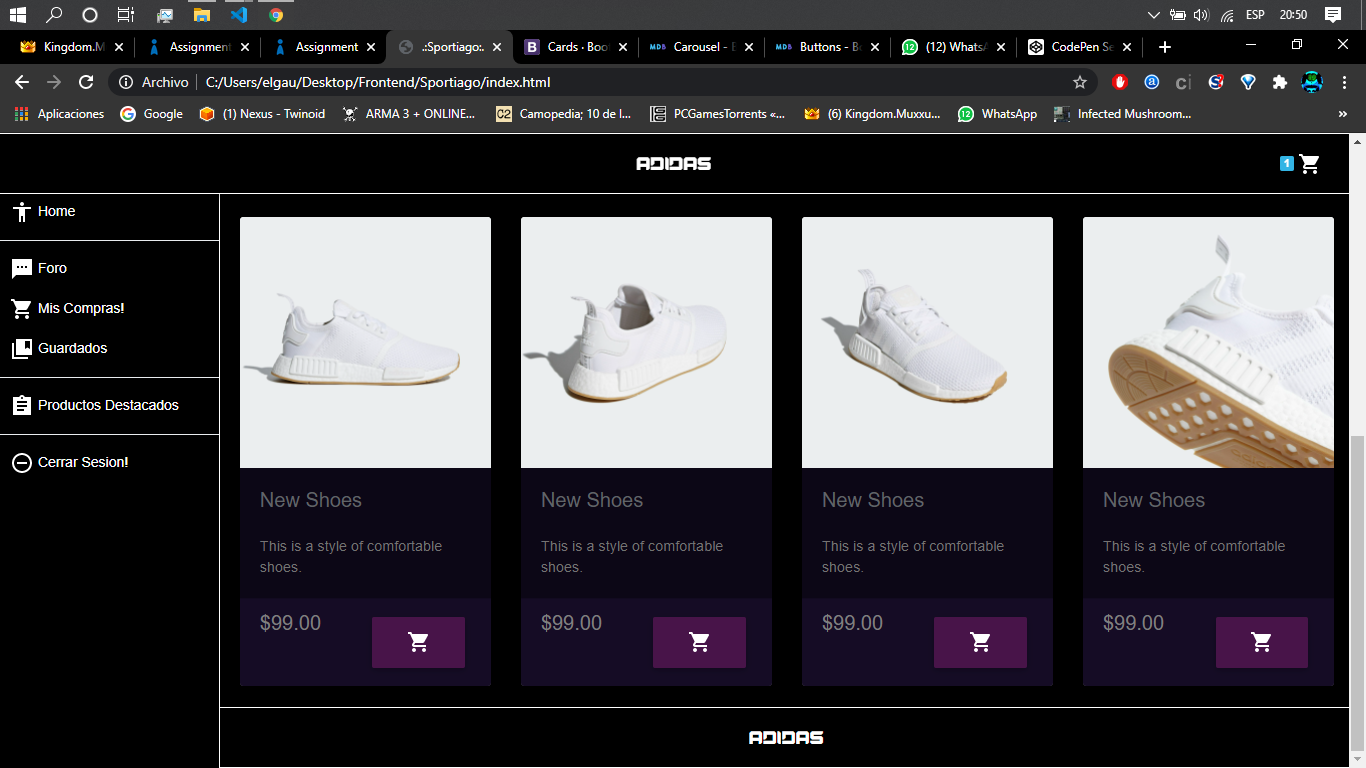 ESP 20:50
Kingdom.M
Assignment
Assignment
.:Sportiago:.
Cards · Boo
Carousel - B
Buttons - B
(12) WhatsA
CodePen Se
Archivo C:/Users/elgau/Desktop/Frontend/Sportiago/index.html
Aplicaciones
Google
(1) Nexus - Twinoid
ARMA 3 + ONLINE...
Camopedia; 10 de l...
PCGamesTorrents «...
(6) Kingdom.Muxxu...
WhatsApp
Infected Mushroom...
»
ADIDAS
1
Home
Foro
Mis Compras!
Guardados
Productos Destacados
Cerrar Sesion!
New Shoes
This is a style of comfortable
shoes.
$99.00
New Shoes
This is a style of comfortable
shoes.
$99.00
New Shoes
This is a style of comfortable
shoes.
$99.00
New Shoes
This is a style of comfortable
shoes.
$99.00
ADIDAS